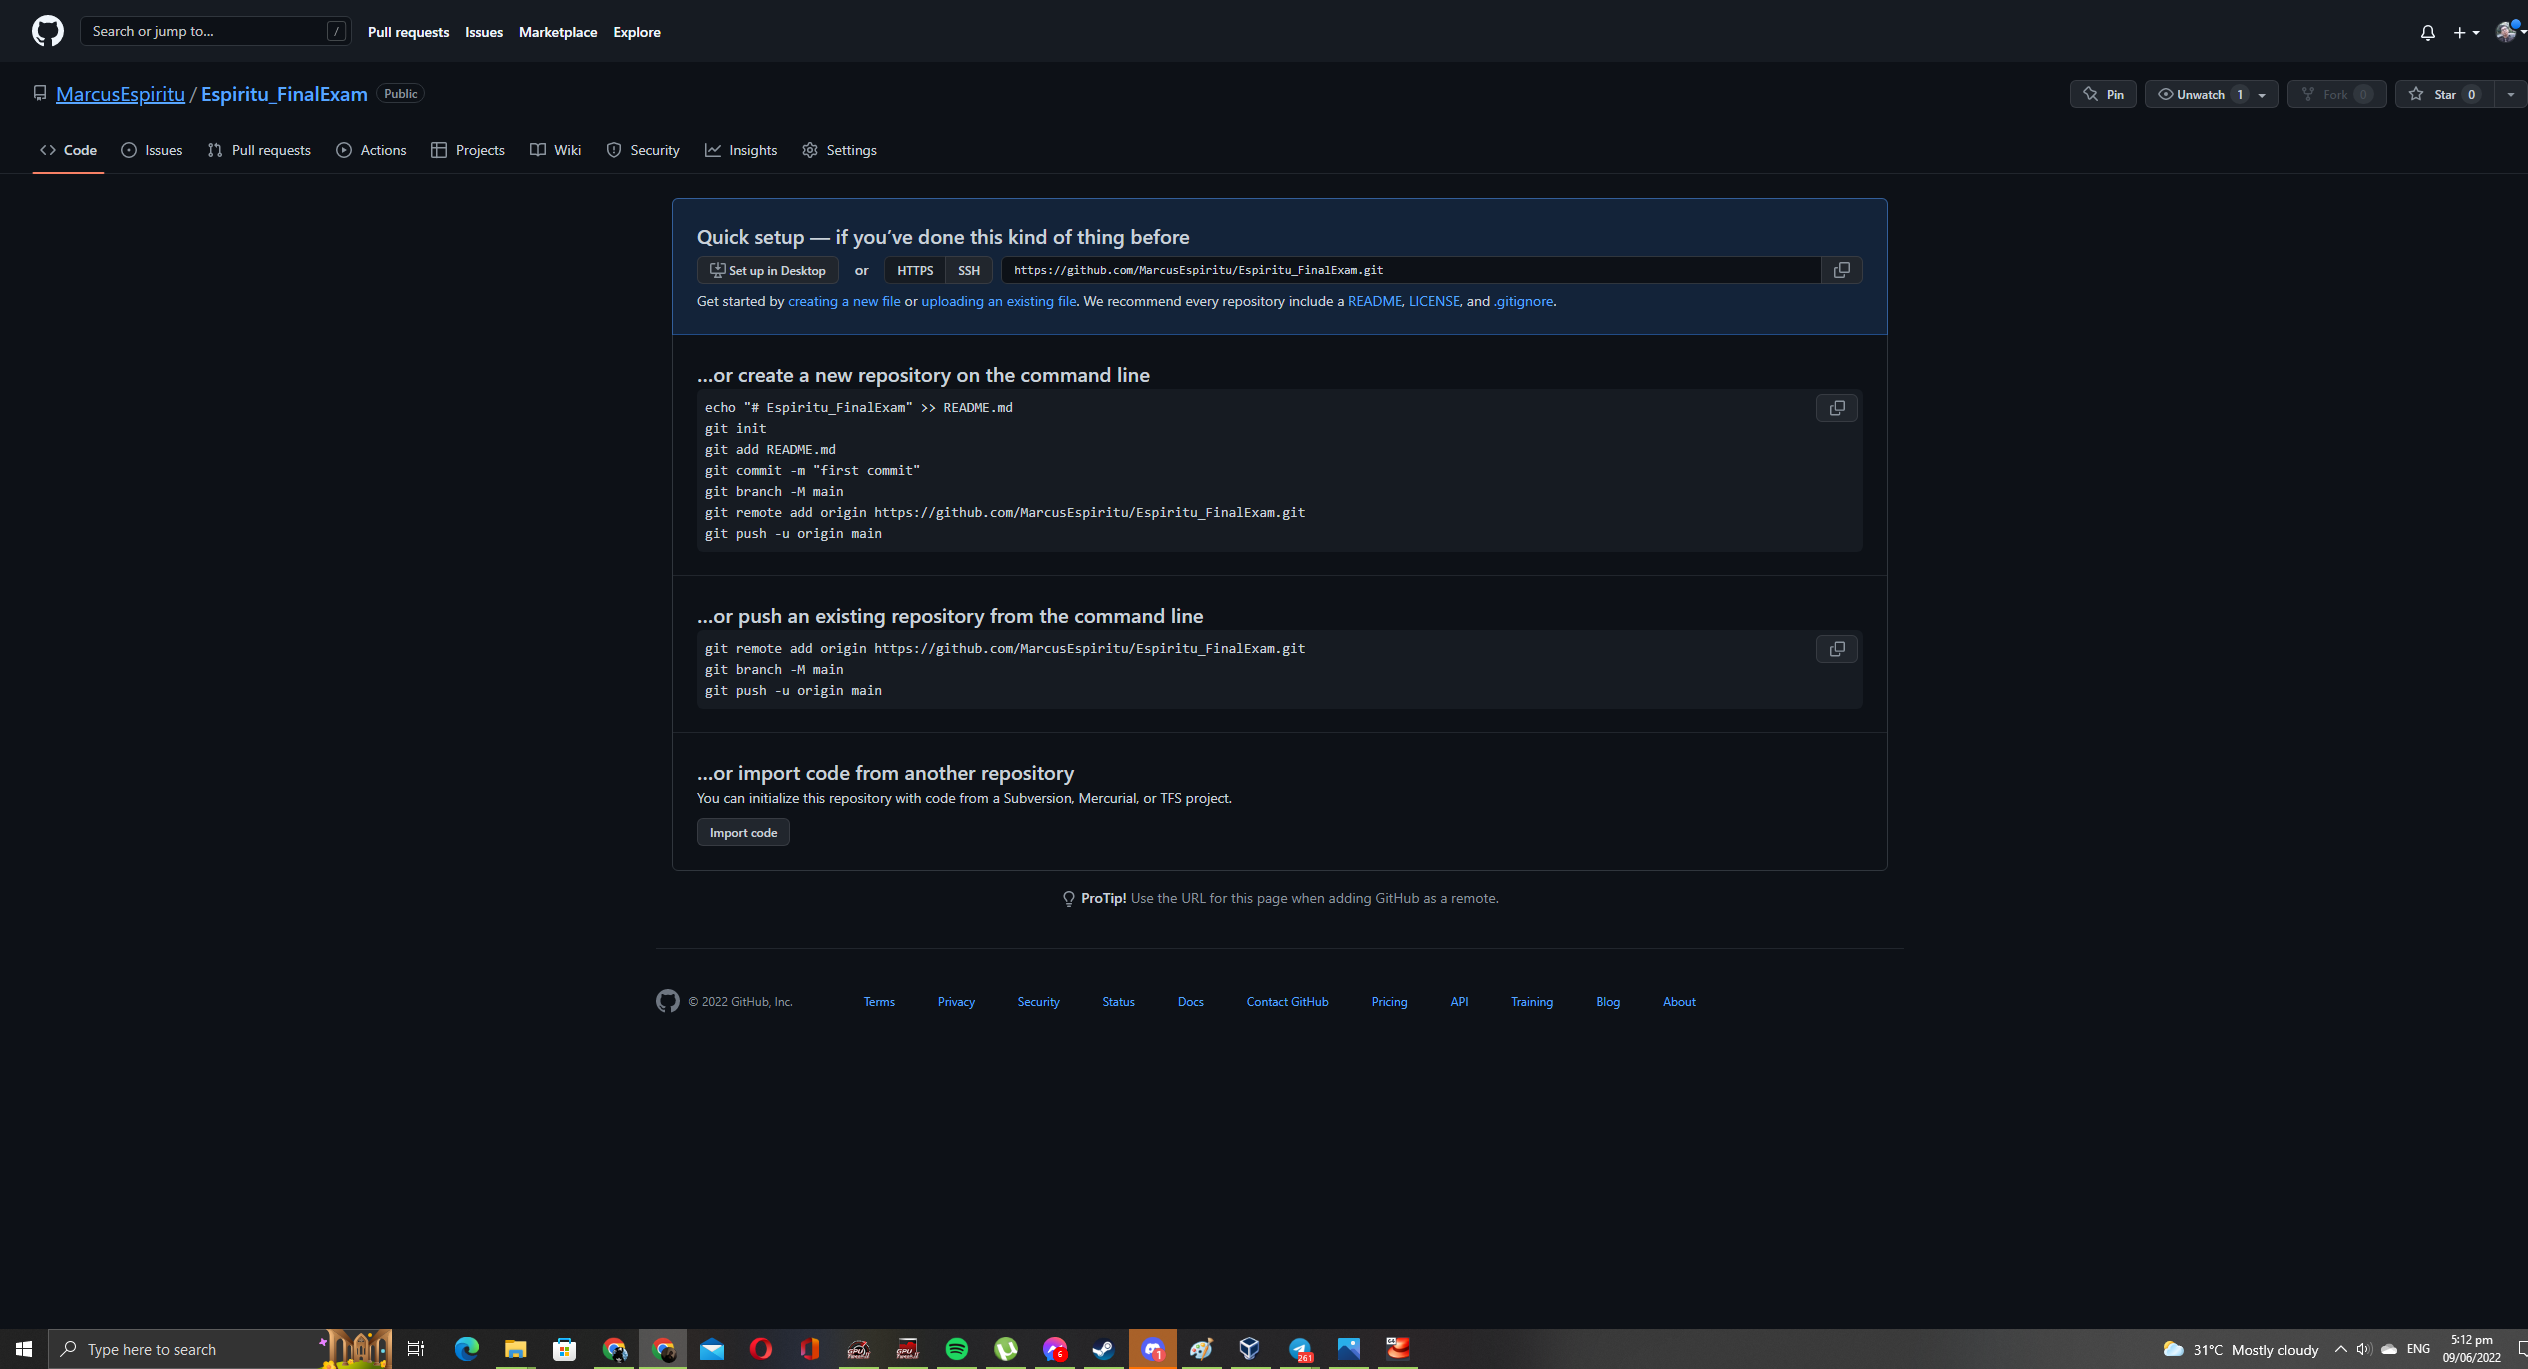 Search or jump to... /
Pull requests Issues Marketplace Explore
MarcusEspiritu / Espiritu_FinalExam Public
Pin Unwatch 1 Fork 0 Star 0
Code Issues Pull requests Actions Projects Wiki Security Insights Settings
Quick setup — if you’ve done this kind of thing before
Set up in Desktop or HTTPS SSH https://github.com/MarcusEspiritu/Espiritu_FinalExam.git
Get started by creating a new file or uploading an existing file. We recommend every repository include a README, LICENSE, and .gitignore.
…or create a new repository on the command line
echo "# Espiritu_FinalExam" >> README.md
git init
git add README.md
git commit -m "first commit"
git branch -M main
git remote add origin https://github.com/MarcusEspiritu/Espiritu_FinalExam.git
git push -u origin main
…or push an existing repository from the command line
git remote add origin https://github.com/MarcusEspiritu/Espiritu_FinalExam.git
git branch -M main
git push -u origin main
…or import code from another repository
You can initialize this repository with code from a Subversion, Mercurial, or TFS project.
Import code
ProTip! Use the URL for this page when adding GitHub as a remote.
© 2022 GitHub, Inc. Terms Privacy Security Status Docs Contact GitHub Pricing API Training Blog About
Type here to search
GPU
GPU
6
1
261
64
31°C Mostly cloudy
ENG
5:12 pm
09/06/2022